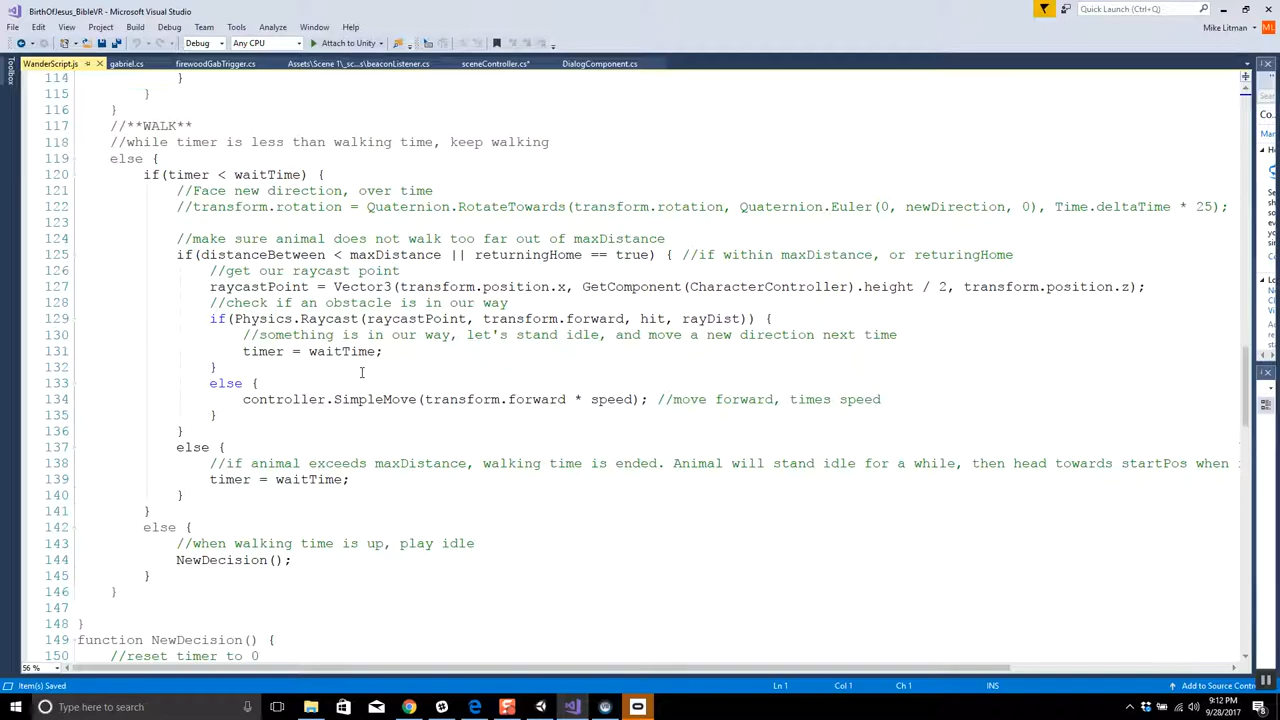 BirthOfJesus_BibleVR - Microsoft Visual Studio
Quick Launch (Ctrl+Q)
File Edit View Project Build Debug Team Tools Analyze Window Help
Mike Litman ML
Debug Any CPU Attach to Unity
WanderScript.js gabriel.cs firewoodGabTrigger.cs Assets\Scene 1\_sc...s\beaconListener.cs sceneController.cs* DialogComponent.cs
Toolbox
114 }
115 }
116 }
117 //**WALK**
118 //while timer is less than walking time, keep walking
119 else {
120 if(timer < waitTime) {
121 //Face new direction, over time
122 //transform.rotation = Quaternion.RotateTowards(transform.rotation, Quaternion.Euler(0, newDirection, 0), Time.deltaTime * 25);
123
124 //make sure animal does not walk too far out of maxDistance
125 if(distanceBetween < maxDistance || returningHome == true) { //if within maxDistance, or returingHome
126 //get our raycast point
127 raycastPoint = Vector3(transform.position.x, GetComponent(CharacterController).height / 2, transform.position.z);
128 //check if an obstacle is in our way
129 if(Physics.Raycast(raycastPoint, transform.forward, hit, rayDist)) {
130 //something is in our way, let's stand idle, and move a new direction next time
131 timer = waitTime;
132 }
133 else {
134 controller.SimpleMove(transform.forward * speed); //move forward, times speed
135 }
136 }
137 else {
138 //if animal exceeds maxDistance, walking time is ended. Animal will stand idle for a while, then head towards startPos when
139 timer = waitTime;
140 }
141 }
142 else {
143 //when walking time is up, play idle
144 NewDecision();
145 }
146 }
147
148 }
149 function NewDecision() {
150 //reset timer to 0
56 %
Item(s) Saved Ln 1 Col 1 Ch 1 INS Add to Source Contr
Type here to search
9:12 PM
9/28/2017